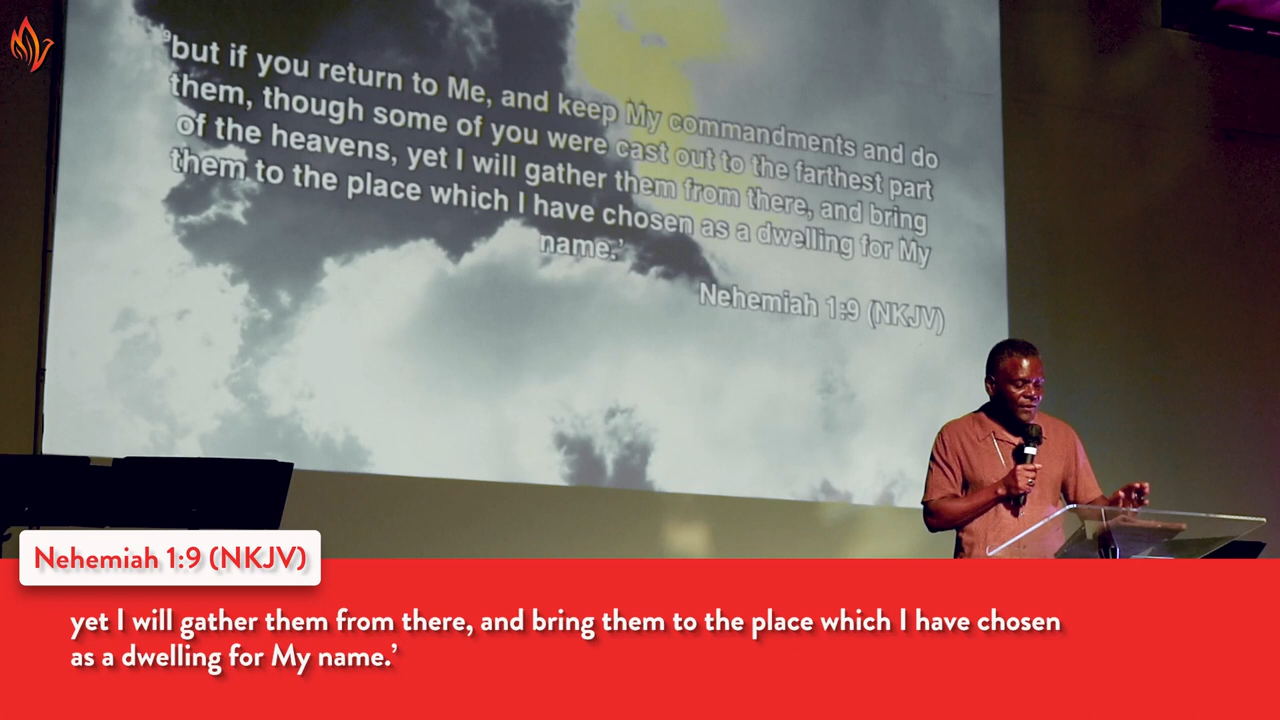 9
but if you return to Me, and keep My commandments and do
them, though some of you were cast out to the farthest part
of the heavens, yet I will gather them from there, and bring
them to the place which I have chosen as a dwelling for My
name.’
Nehemiah 1:9 (NKJV)
Nehemiah 1:9 (NKJV)
yet I will gather them from there, and bring them to the place which I have chosen
as a dwelling for My name.’